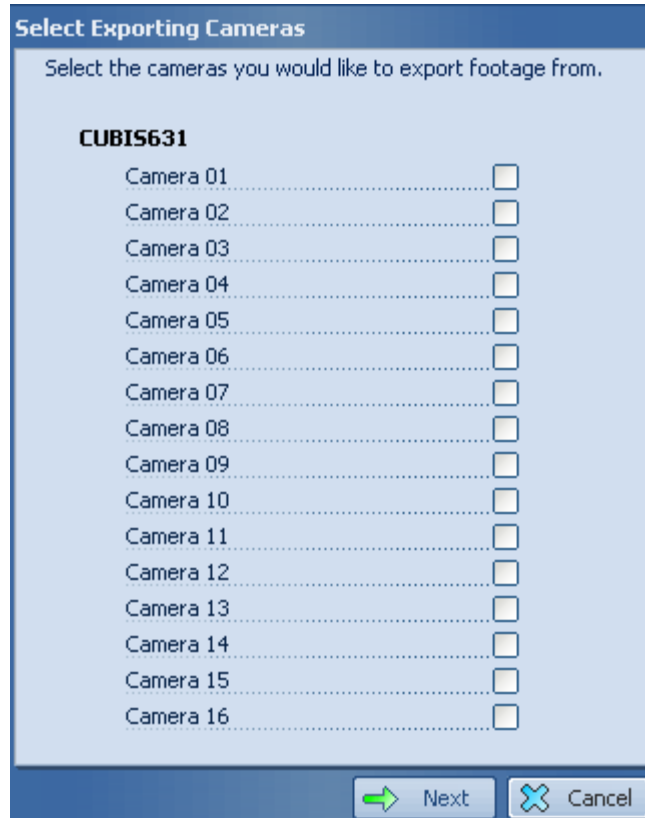 Select Exporting Cameras
Select the cameras you would like to export footage from.
CUBIS631
Camera 01
Camera 02
Camera 03
Camera 04
Camera 05
Camera 06
Camera 07
Camera 08
Camera 09
Camera 10
Camera 11
Camera 12
Camera 13
Camera 14
Camera 15
Camera 16
Next Cancel